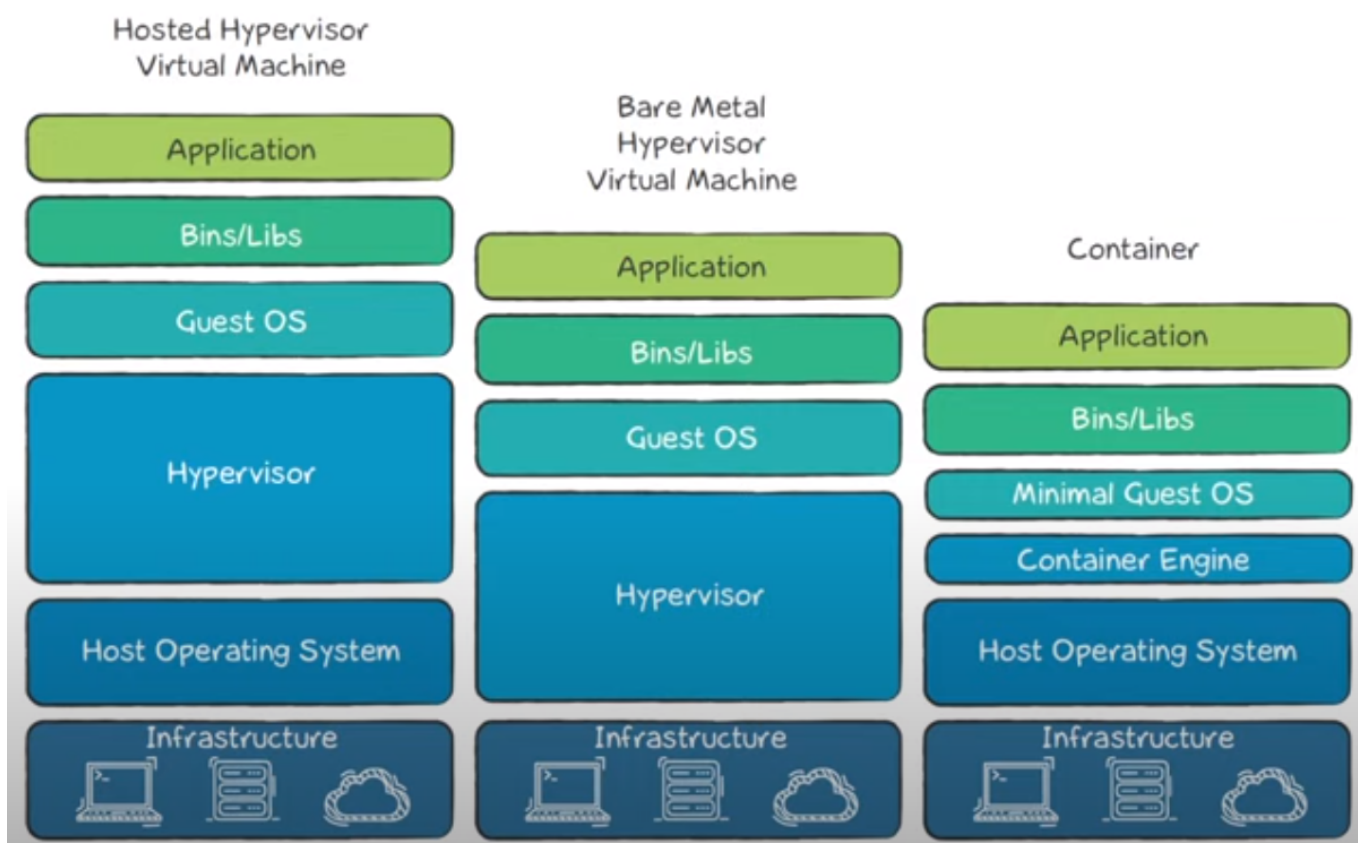 Hosted Hypervisor
Virtual Machine
Application
Bins/Libs
Guest OS
Hypervisor
Host Operating System
Infrastructure
>_
Bare Metal
Hypervisor
Virtual Machine
Application
Bins/Libs
Guest OS
Hypervisor
Infrastructure
>_
Container
Application
Bins/Libs
Minimal Guest OS
Container Engine
Host Operating System
Infrastructure
>_